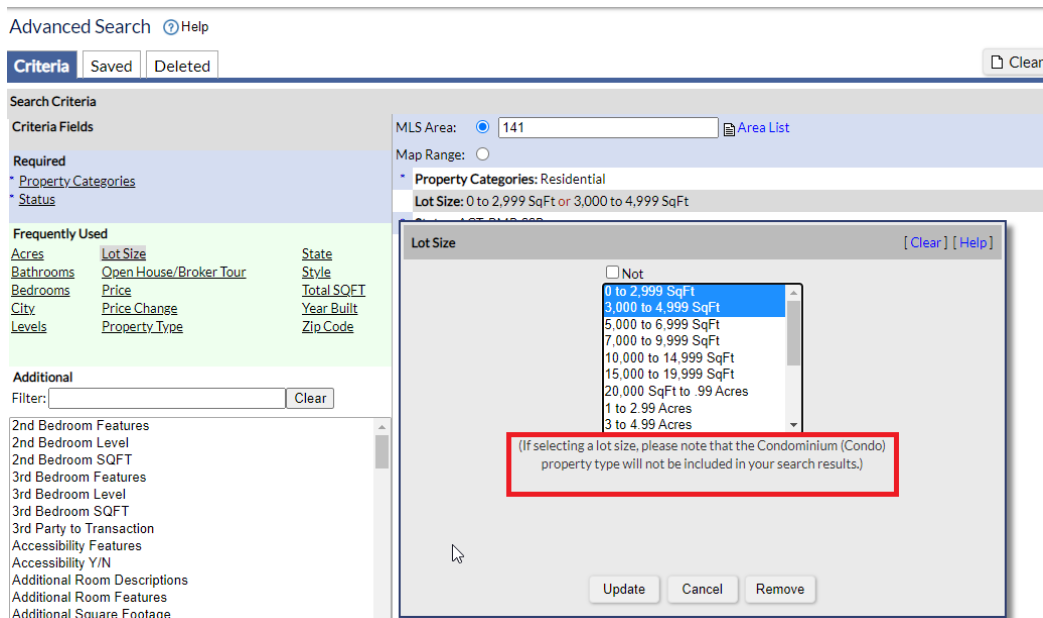 Advanced Search ? Help
Criteria Saved Deleted
Clear
Search Criteria
Criteria Fields
Required
* Property Categories
* Status
Frequently Used
Acres Lot Size State
Bathrooms Open House/Broker Tour Style
Bedrooms Price Total SQFT
City Price Change Year Built
Levels Property Type Zip Code
Additional
Filter: Clear
2nd Bedroom Features
2nd Bedroom Level
2nd Bedroom SQFT
3rd Bedroom Features
3rd Bedroom Level
3rd Bedroom SQFT
3rd Party to Transaction
Accessibility Features
Accessibility Y/N
Additional Room Descriptions
Additional Room Features
Additional Square Footage
MLS Area: 141 Area List
Map Range:
* Property Categories: Residential
Lot Size: 0 to 2,999 SqFt or 3,000 to 4,999 SqFt
Lot Size [ Clear ] [ Help ]
Not
0 to 2,999 SqFt
3,000 to 4,999 SqFt
5,000 to 6,999 SqFt
7,000 to 9,999 SqFt
10,000 to 14,999 SqFt
15,000 to 19,999 SqFt
20,000 SqFt to .99 Acres
1 to 2.99 Acres
3 to 4.99 Acres
(If selecting a lot size, please note that the Condominium (Condo)
property type will not be included in your search results.)
Update Cancel Remove